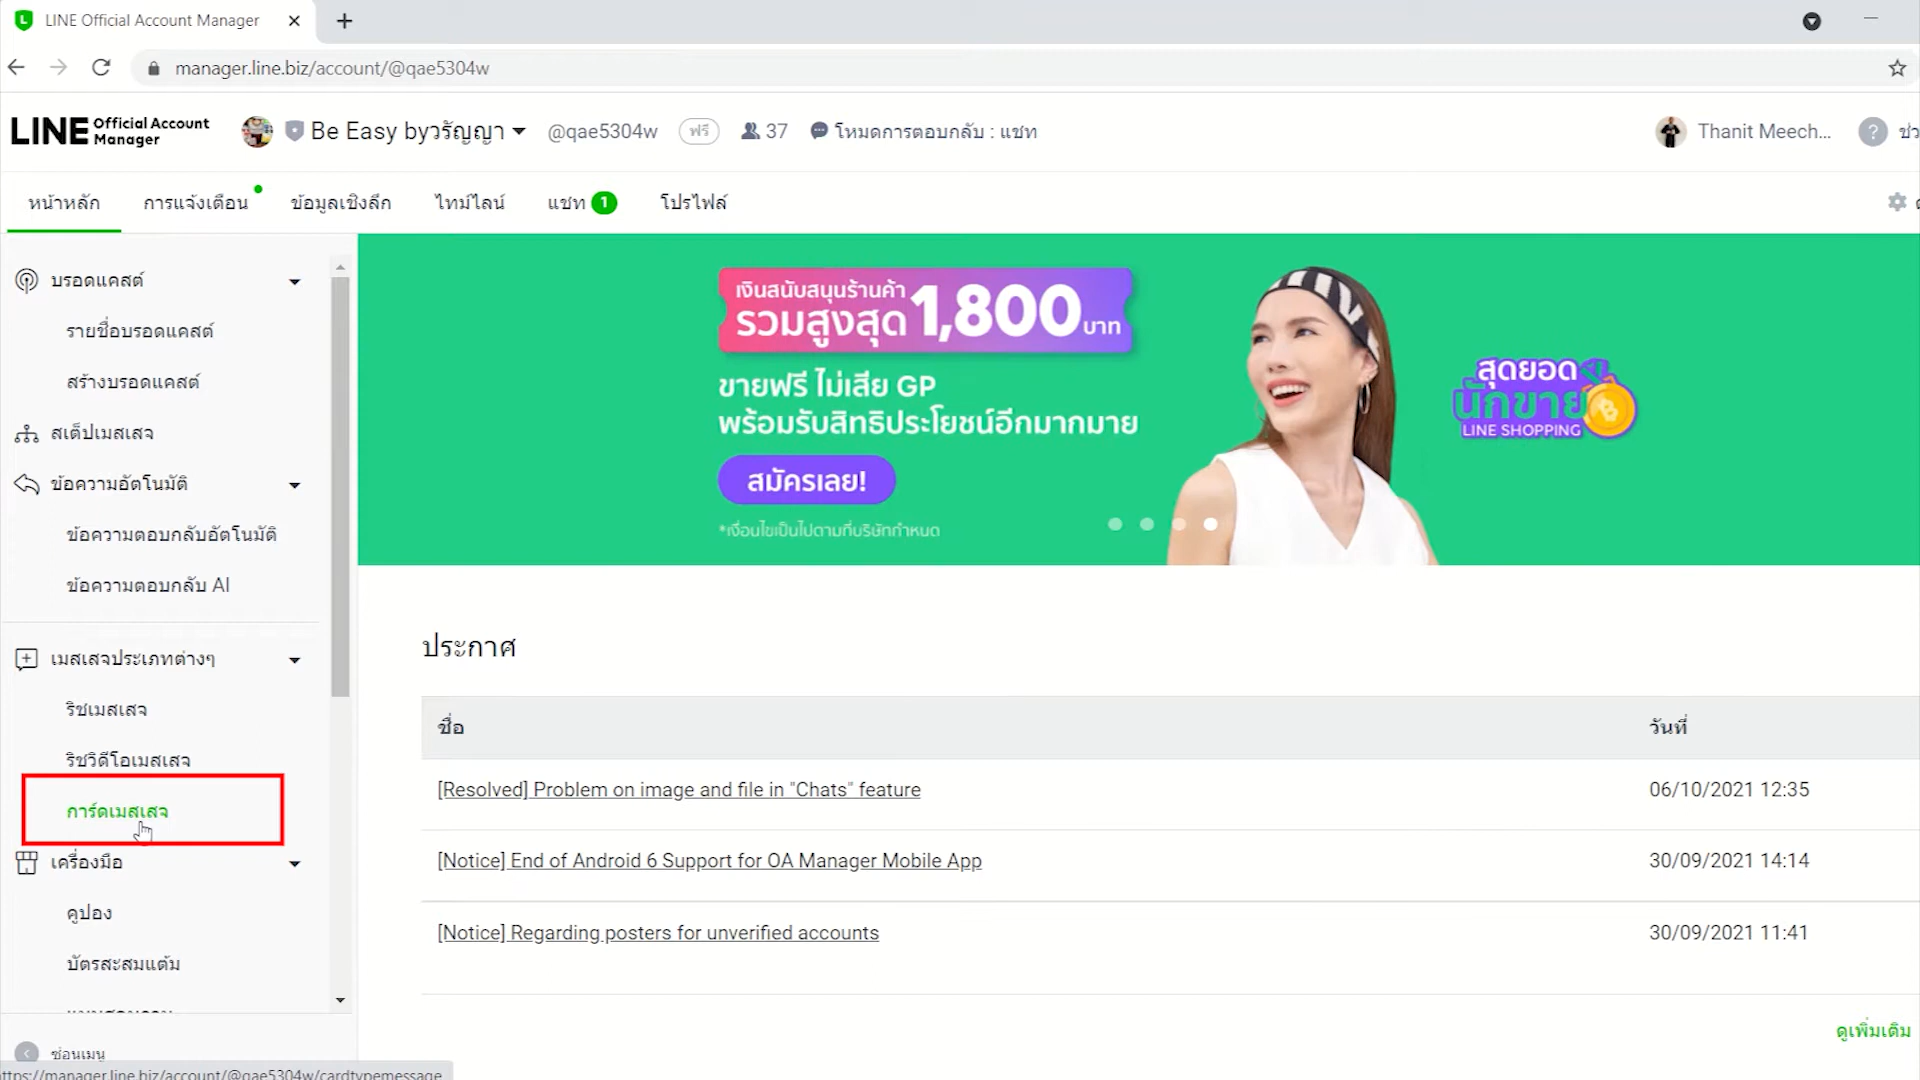 LINE Official Account Manager
manager.line.biz/account/@qae5304w
LINE Official Account Manager
Be Easy byวรัญญา
@qae5304w
ฟรี
37
โหมดการตอบกลับ : แชท
Thanit Meech...
?
หน้าหลัก
การแจ้งเตือน
ข้อมูลเชิงลึก
ไทม์ไลน์
แชท 1
โปรไฟล์
บรอดแคสต์
รายชื่อบรอดแคสต์
สร้างบรอดแคสต์
สเต็ปเมสเสจ
ข้อความอัตโนมัติ
ข้อความตอบกลับอัตโนมัติ
ข้อความตอบกลับ AI
เมสเสจประเภทต่างๆ
ริชเมสเสจ
ริชวิดีโอเมสเสจ
การ์ดเมสเสจ
เครื่องมือ
คูปอง
บัตรสะสมแต้ม
ซ่อนเมนู
เงินสนับสนุนร้านค้า
รวมสูงสุด 1,800 บาท
ขายฟรี ไม่เสีย GP
พร้อมรับสิทธิประโยชน์อีกมากมาย
สมัครเลย!
*เงื่อนไขเป็นไปตามที่บริษัทกำหนด
สุดยอด
นักขาย
LINE SHOPPING
ประกาศ
ชื่อ
วันที่
[Resolved] Problem on image and file in "Chats" feature
06/10/2021 12:35
[Notice] End of Android 6 Support for OA Manager Mobile App
30/09/2021 14:14
[Notice] Regarding posters for unverified accounts
30/09/2021 11:41
ดูเพิ่มเติม
ttps://manager.line.biz/account/@qae5304w/cardtypemessage